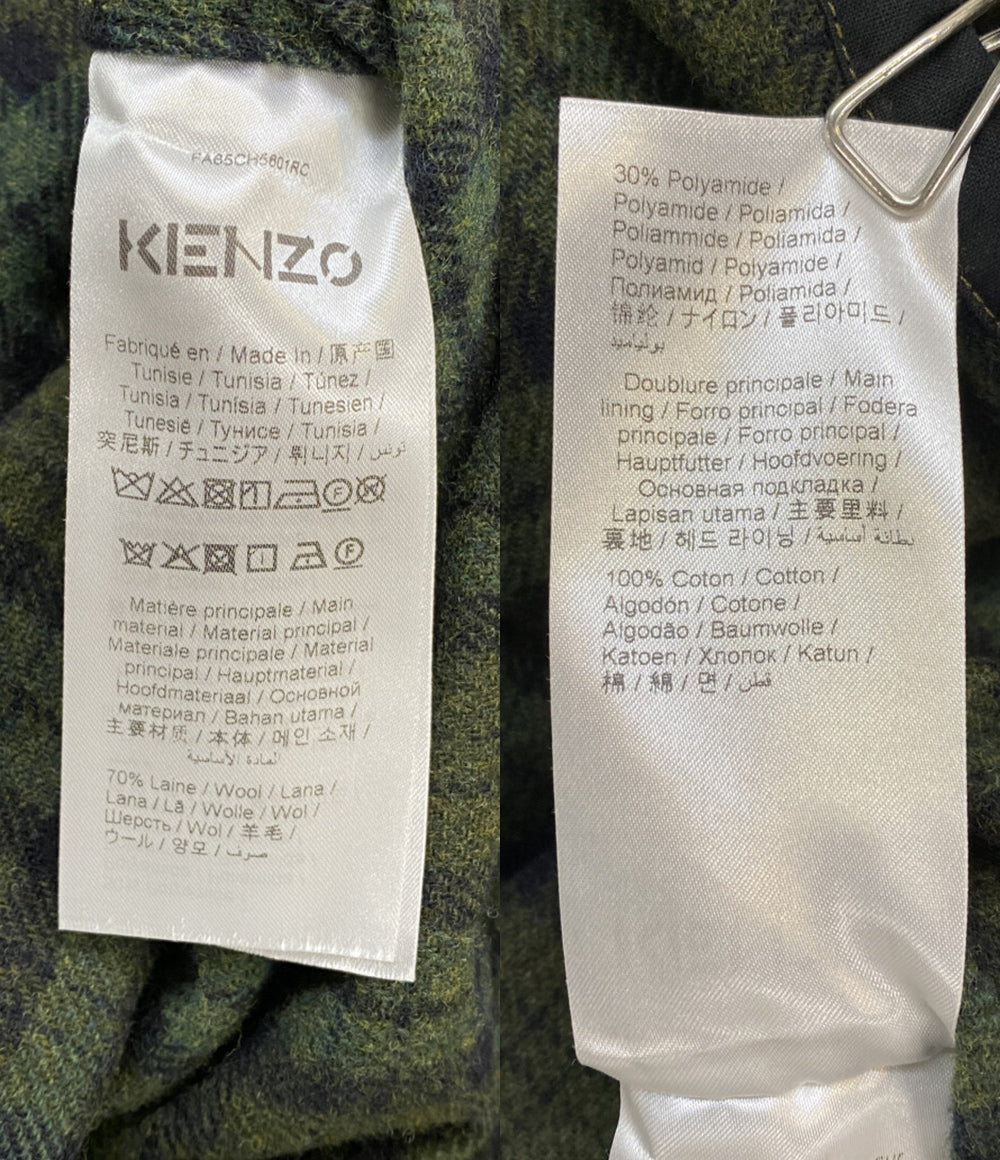 FA65CH5601RC
KENZO
Fabriqué en / Made In / 原产国
Tunisie / Tunisia / Túnez /
Tunisia / Tunísia / Tunesien /
Tunesië / Тунисе / Tunisia /
突尼斯 / チュニジア / 튀니지 / تونس
Matière principale / Main
material / Material principal /
Materiale principale / Material
principal / Hauptmaterial /
Hoofdmateriaal / Основной
материал / Bahan utama /
主要材质 / 本体 / 메인 소재 /
المادة الأساسية
70% Laine / Wool / Lana /
Lana / Lã / Wolle / Wol /
Шерсть / Wol / 羊毛 /
ウール / 양모 / صوف
30% Polyamide /
Polyamide / Poliamida /
Poliammide / Poliamida /
Polyamid / Polyamide /
Полиамид / Poliamida /
锦纶 / ナイロン / 폴리아미드 /
بولياميد
Doublure principale / Main
lining / Forro principal / Fodera
principale / Forro principal /
Hauptfutter / Hoofdvoering /
Основная подкладка /
Lapisan utama / 主要里料 /
裏地 / 헤드 라이닝 / بطانة أساسية
100% Coton / Cotton /
Algodón / Cotone /
Algodão / Baumwolle /
Katoen / Хлопок / Katun /
棉 / 綿 / 면 / قطن